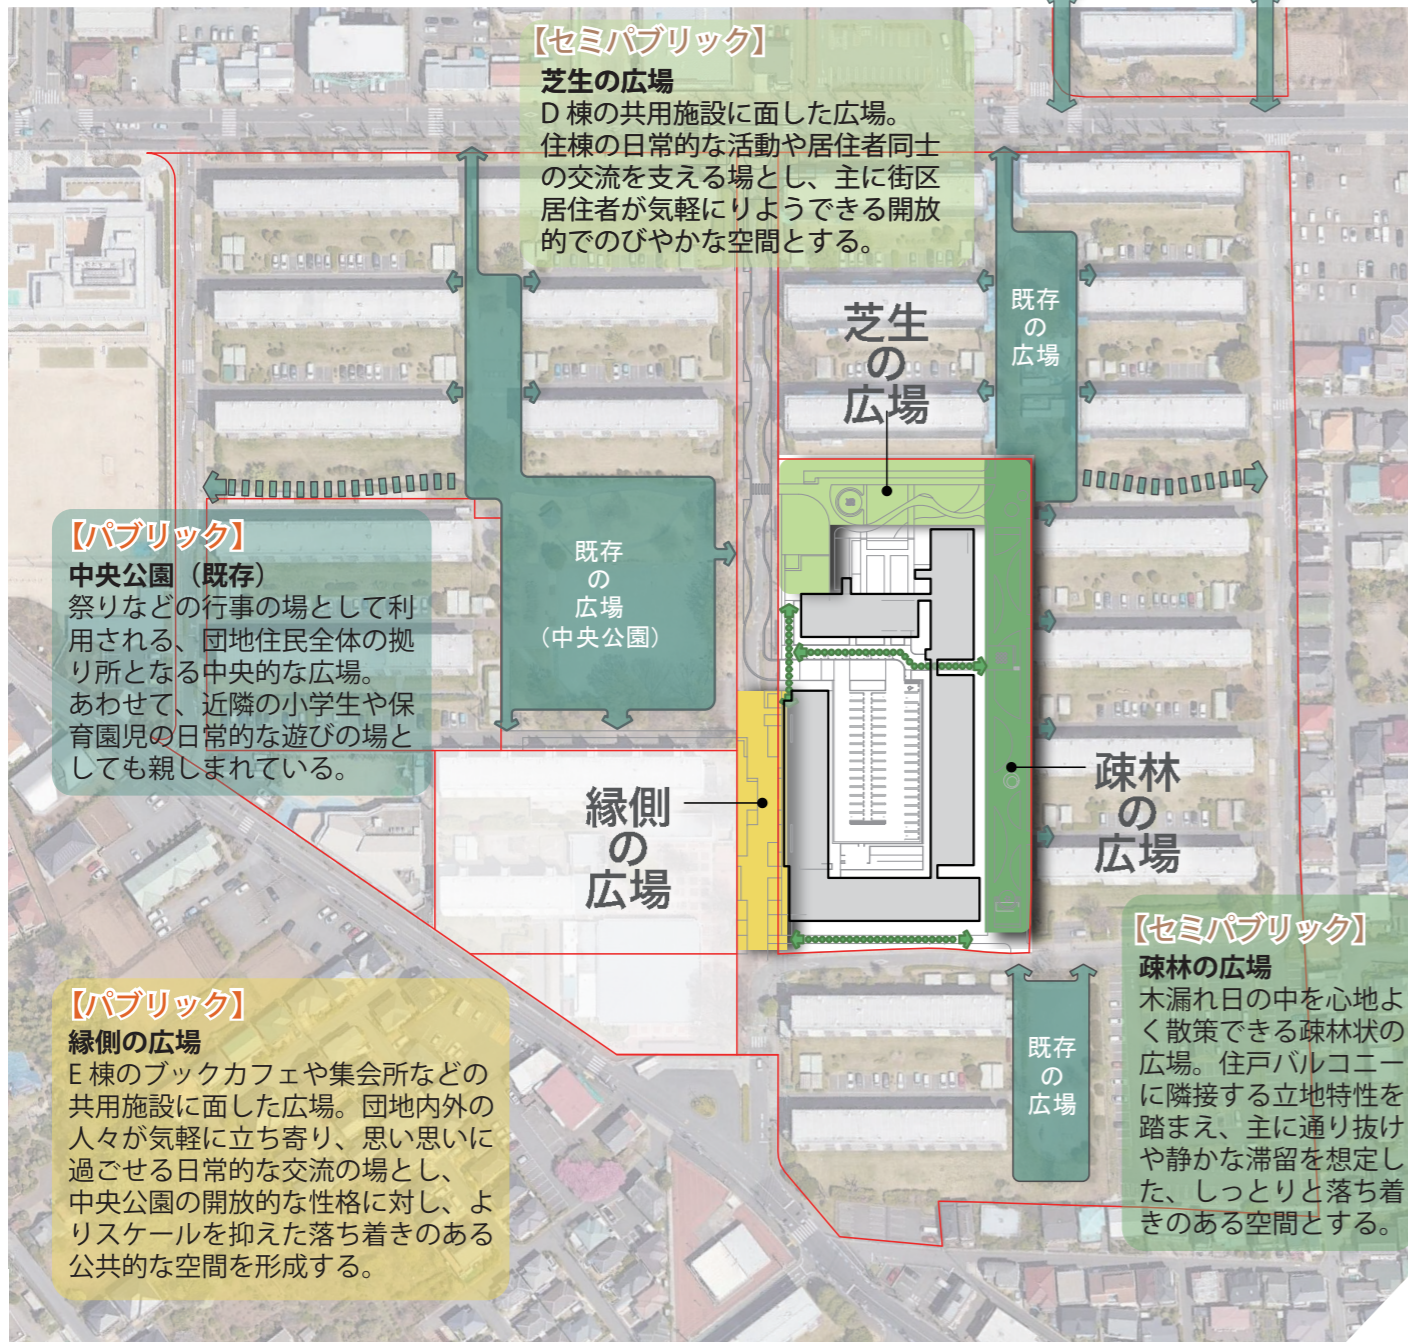 【セミパブリック】
芝生の広場
D 棟の共用施設に面した広場。
住棟の日常的な活動や居住者同士
の交流を支える場とし、主に街区
居住者が気軽にりようできる開放
的でのびやかな空間とする。
芝生
の
広場
既存
の
広場
【パブリック】
中央公園（既存）
祭りなどの行事の場として利
用される、団地住民全体の拠
り所となる中央的な広場。
あわせて、近隣の小学生や保
育園児の日常的な遊びの場と
しても親しまれている。
既存
の
広場
（中央公園）
縁側
の
広場
疎林
の
広場
【パブリック】
縁側の広場
E 棟のブックカフェや集会所などの
共用施設に面した広場。団地内外の
人々が気軽に立ち寄り、思い思いに
過ごせる日常的な交流の場とし、
中央公園の開放的な性格に対し、よ
りスケールを抑えた落ち着きのある
公共的な空間を形成する。
既存
の
広場
【セミパブリック】
疎林の広場
木漏れ日の中を心地よ
く散策できる疎林状の
広場。住戸バルコニー
に隣接する立地特性を
踏まえ、主に通り抜け
や静かな滞留を想定し
た、しっとりと落ち着
きのある空間とする。